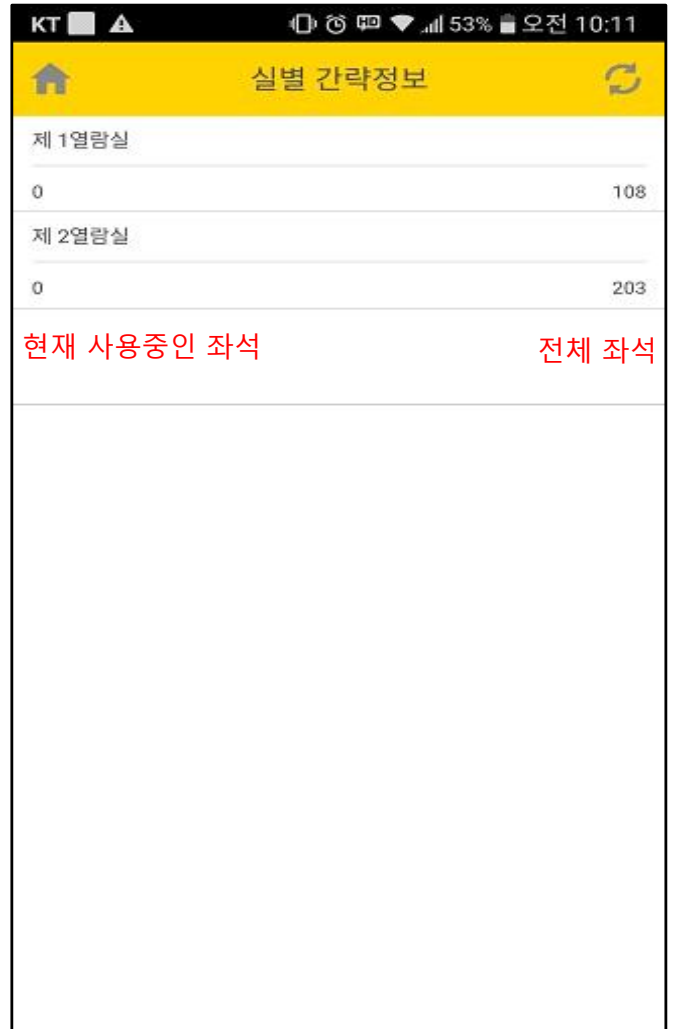 KT 53% 오전 10:11
실별 간략정보
제 1열람실
0 108
제 2열람실
0 203
현재 사용중인 좌석 전체 좌석